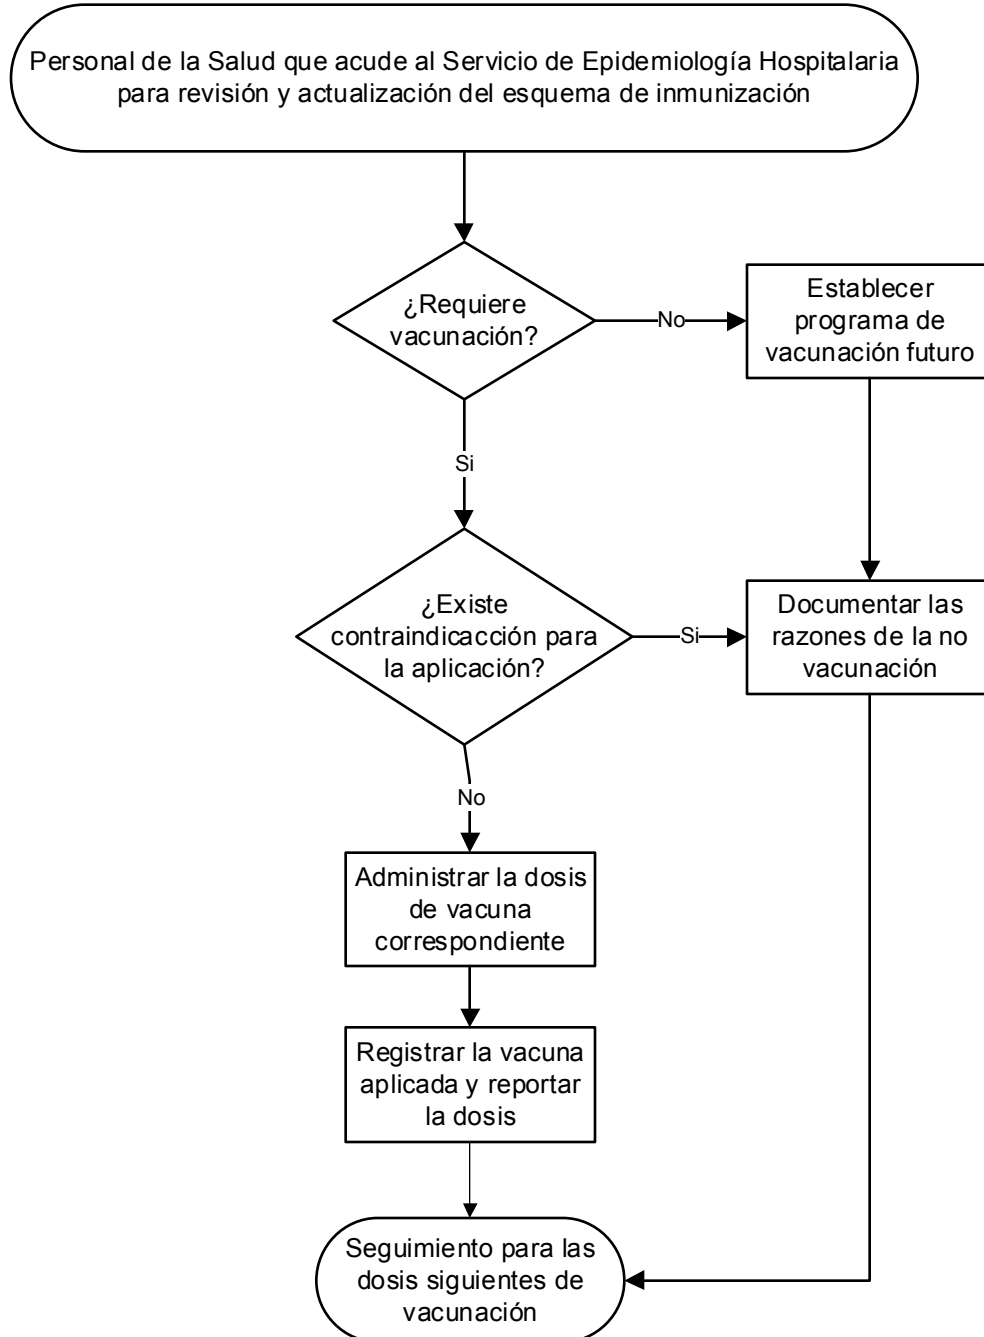 Personal de la Salud que acude al Servicio de Epidemiología Hospitalaria
para revisión y actualización del esquema de inmunización
¿Requiere
vacunación?
No
Establecer
programa de
vacunación futuro
Si
¿Existe
contraindicacción para
la aplicación?
Si
Documentar las
razones de la no
vacunación
No
Administrar la dosis
de vacuna
correspondiente
Registrar la vacuna
aplicada y reportar
la dosis
Seguimiento para las
dosis siguientes de
vacunación